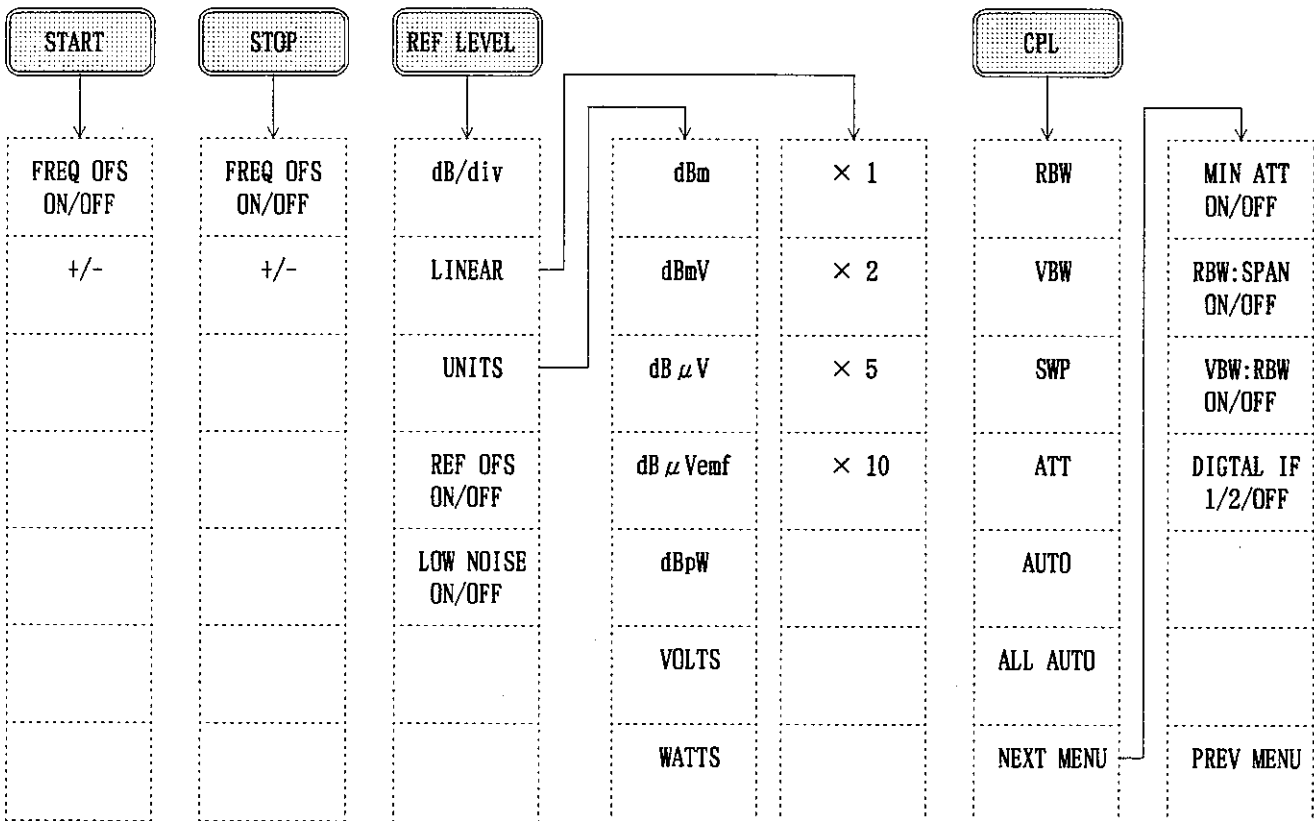 START
STOP
REF LEVEL
CPL
FREQ OFS
ON/OFF
+/-
FREQ OFS
ON/OFF
+/-
dB/div
LINEAR
UNITS
REF OFS
ON/OFF
LOW NOISE
ON/OFF
dBm
dBmV
dBμV
dBμVemf
dBpW
VOLTS
WATTS
× 1
× 2
× 5
× 10
RBW
VBW
SWP
ATT
AUTO
ALL AUTO
NEXT MENU
MIN ATT
ON/OFF
RBW:SPAN
ON/OFF
VBW:RBW
ON/OFF
DIGTAL IF
1/2/OFF
PREV MENU